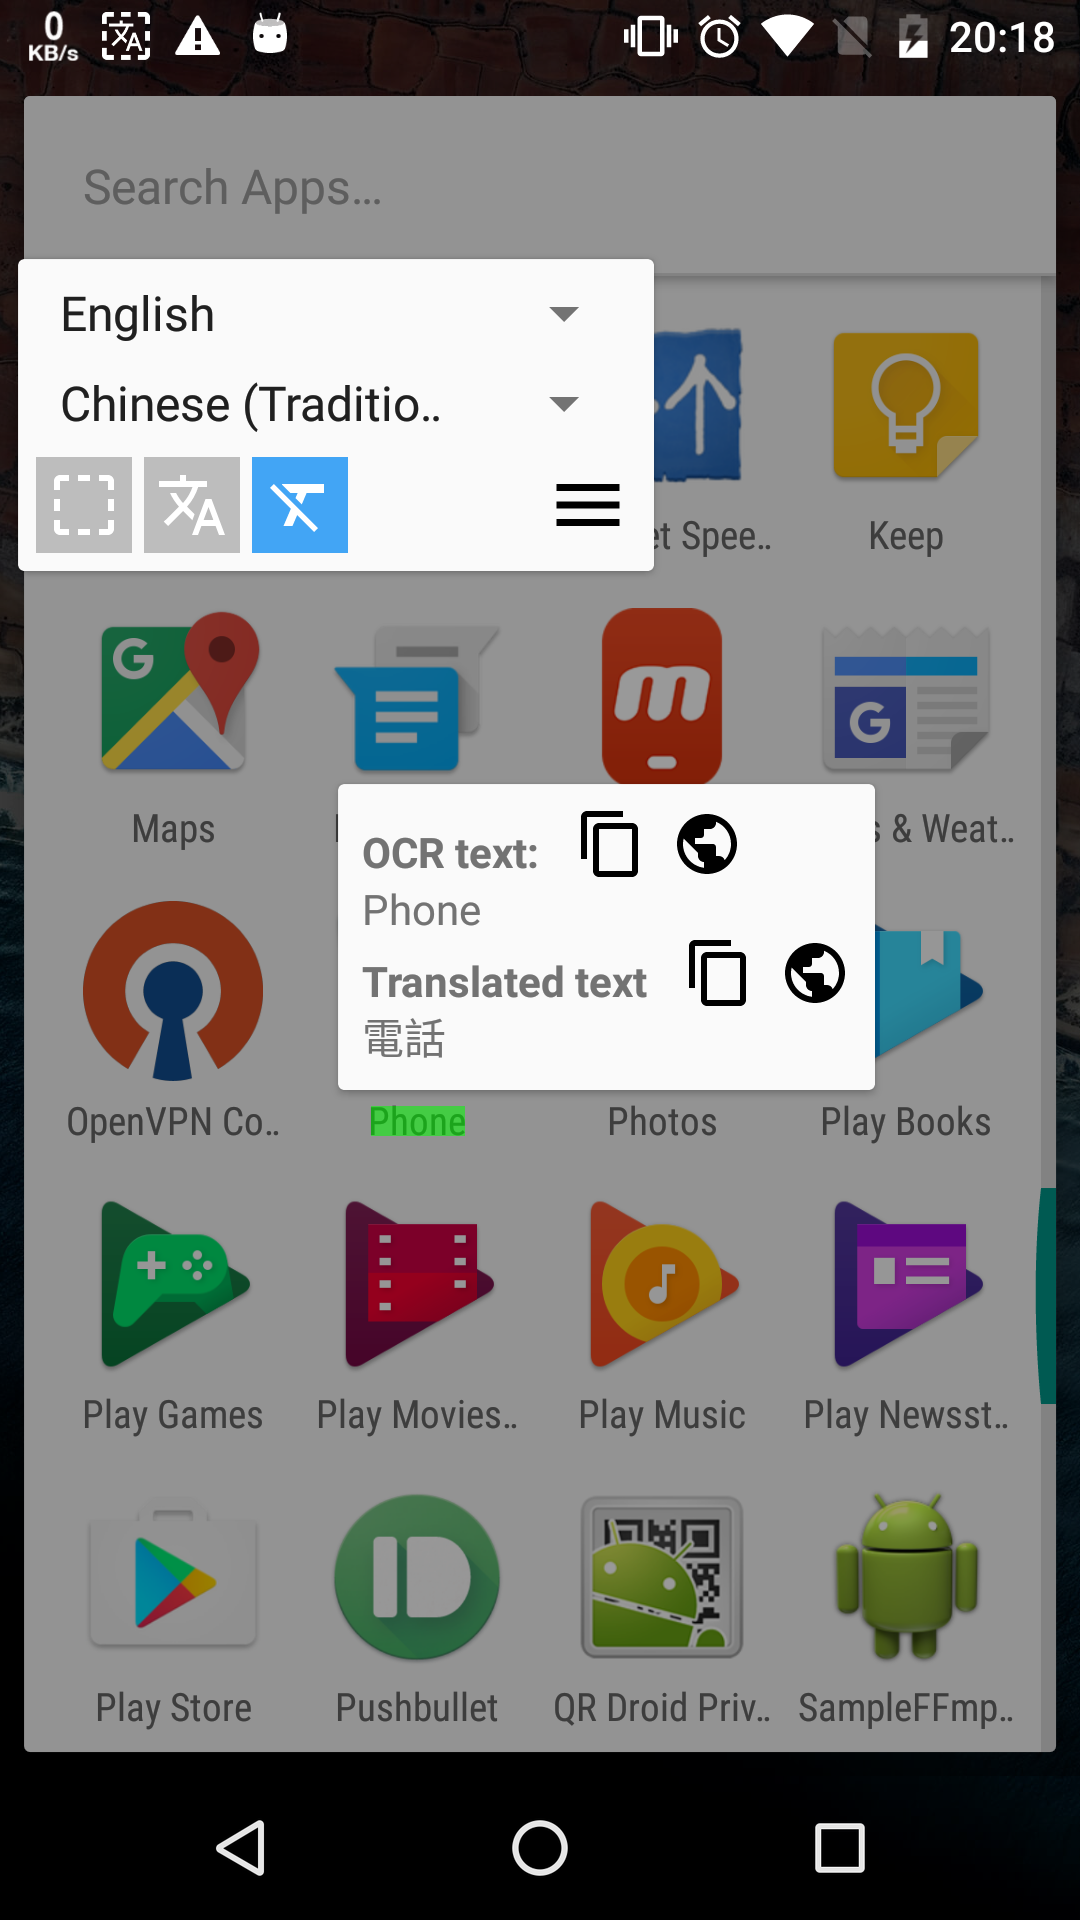 0
KB/s
20:18
Search Apps…
English
Chinese (Traditio..
et Spee..
Keep
Maps
& Weat..
OCR text:
Phone
Translated text
電話
OpenVPN Co..
Phone
Photos
Play Books
Play Games
Play Movies..
Play Music
Play Newsst..
Play Store
Pushbullet
QR Droid Priv..
SampleFFmp..